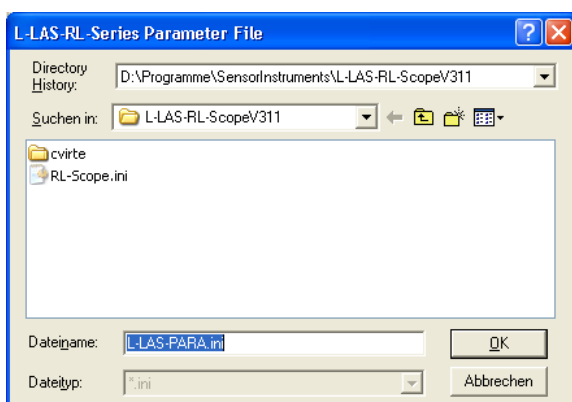 L-LAS-RL-Series Parameter File
Directory
History:
D:\Programme\SensorInstruments\L-LAS-RL-ScopeV311
Suchen in:
L-LAS-RL-ScopeV311
cvirte
RL-Scope.ini
Dateiname:
L-LAS-PARA.ini
OK
Dateityp:
*.ini
Abbrechen